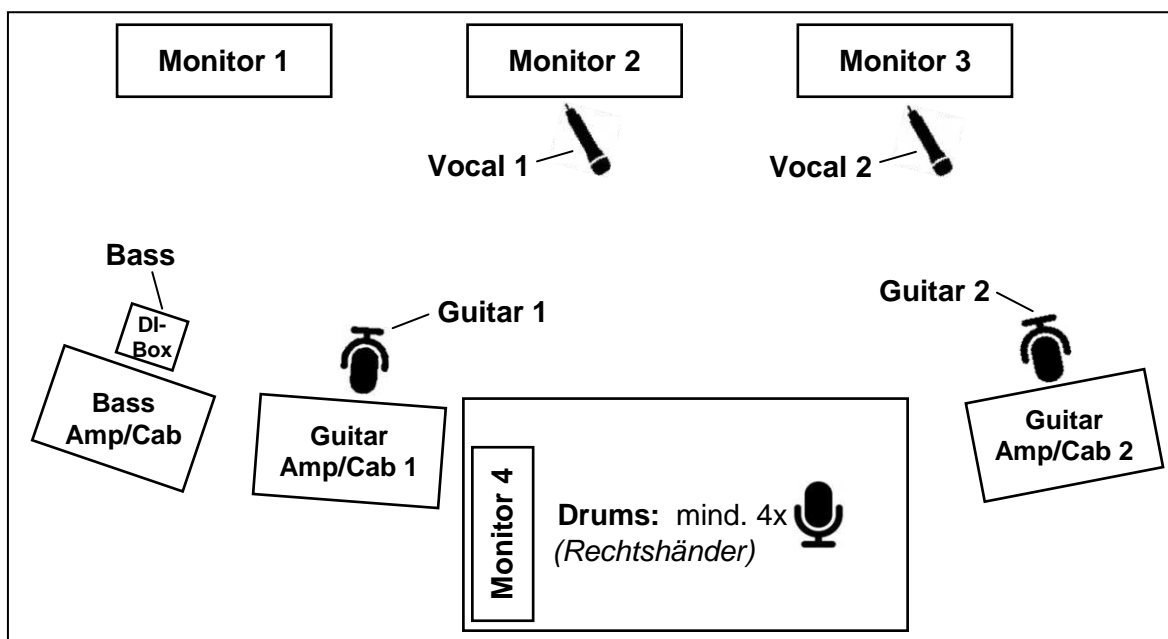 Monitor 1
Monitor 2
Monitor 3
Vocal 1
Vocal 2
Bass
DI-
Box
Guitar 1
Guitar 2
Bass
Amp/Cab
Guitar
Amp/Cab 1
Guitar
Amp/Cab 2
Monitor 4
Drums: mind. 4x
(Rechtshänder)